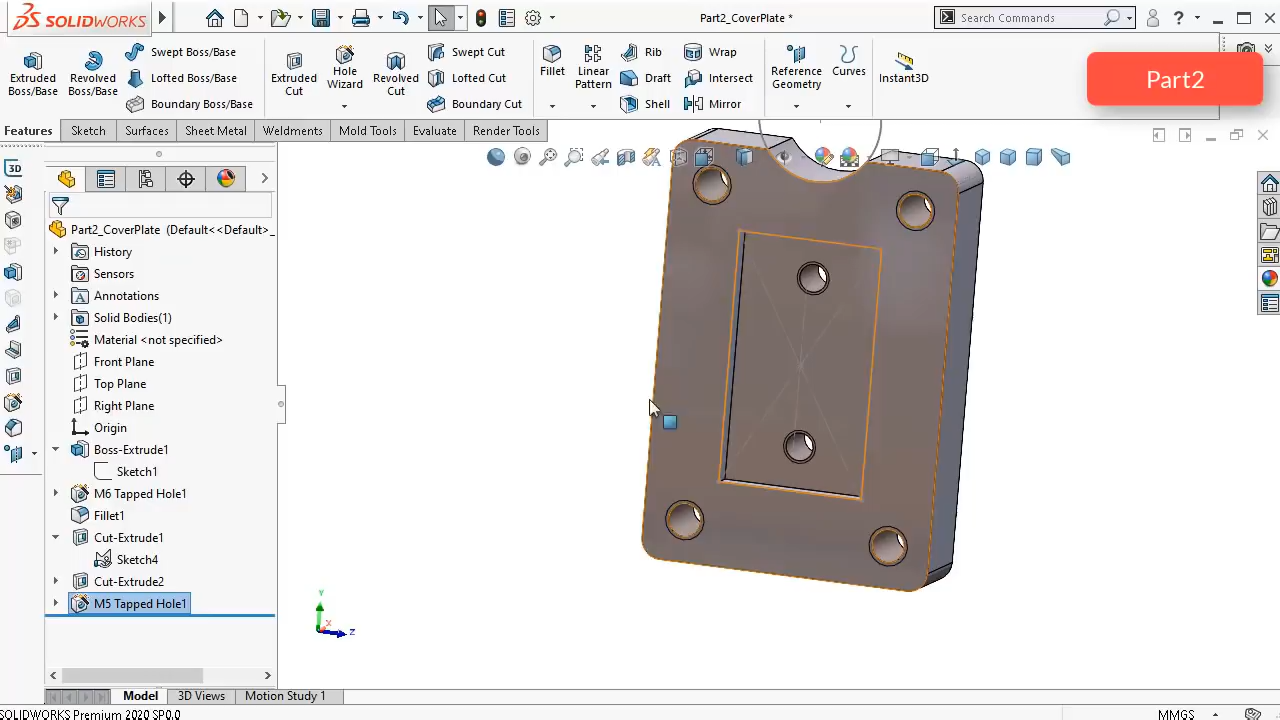 SOLIDWORKS
Part2_CoverPlate *
Search Commands
?
Extruded
Boss/Base
Revolved
Boss/Base
Swept Boss/Base
Lofted Boss/Base
Boundary Boss/Base
Extruded
Cut
Hole
Wizard
Revolved
Cut
Swept Cut
Lofted Cut
Boundary Cut
Fillet
Linear
Pattern
Rib
Draft
Shell
Wrap
Intersect
Mirror
Reference
Geometry
Curves
Instant3D
Part2
Features
Sketch
Surfaces
Sheet Metal
Weldments
Mold Tools
Evaluate
Render Tools
3D
Part2_CoverPlate (Default<<Default>_
History
Sensors
Annotations
Solid Bodies(1)
Material <not specified>
Front Plane
Top Plane
Right Plane
Origin
Boss-Extrude1
Sketch1
M6 Tapped Hole1
Fillet1
Cut-Extrude1
Sketch4
Cut-Extrude2
M5 Tapped Hole1
Y
X
Z
Model
3D Views
Motion Study 1
SOLIDWORKS Premium 2020 SP0.0
MMGS